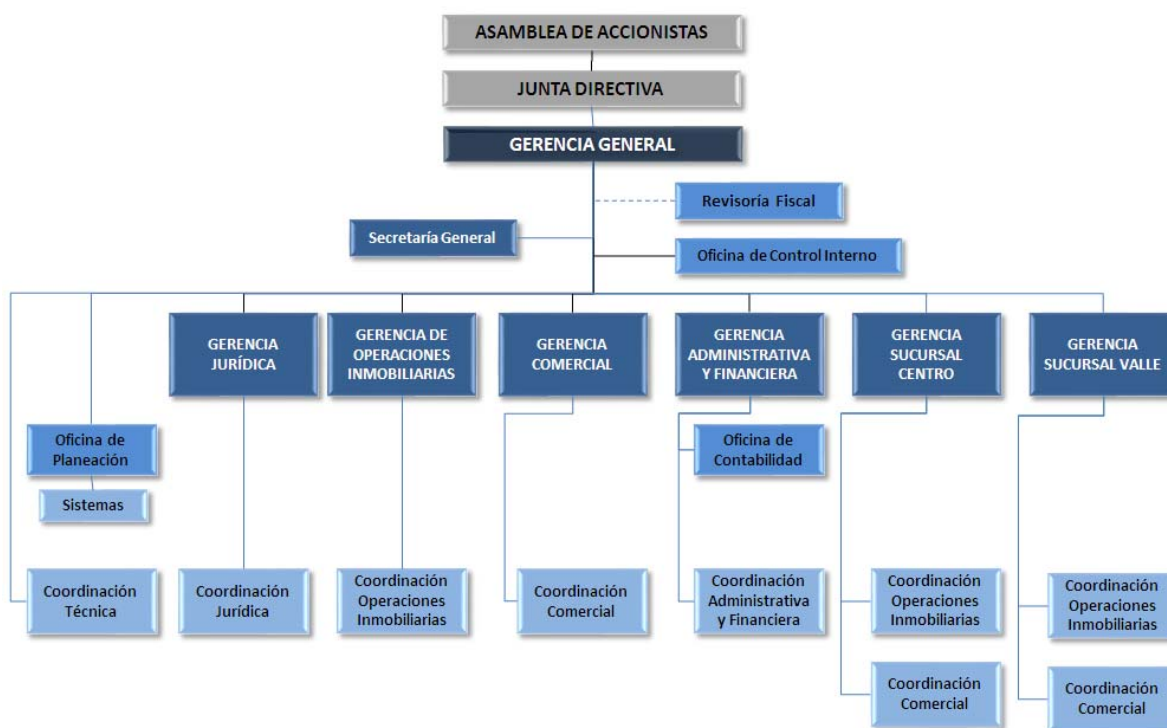 ASAMBLEA DE ACCIONISTAS
JUNTA DIRECTIVA
GERENCIA GENERAL
Revisoría Fiscal
Secretaría General
Oficina de Control Interno
GERENCIA
JURÍDICA
GERENCIA DE
OPERACIONES
INMOBILIARIAS
GERENCIA
COMERCIAL
GERENCIA
ADMINISTRATIVA
Y FINANCIERA
GERENCIA
SUCURSAL
CENTRO
GERENCIA
SUCURSAL VALLE
Oficina de
Planeación
Oficina de
Contabilidad
Sistemas
Coordinación
Técnica
Coordinación
Jurídica
Coordinación
Operaciones
Inmobiliarias
Coordinación
Comercial
Coordinación
Administrativa
y Financiera
Coordinación
Operaciones
Inmobiliarias
Coordinación
Operaciones
Inmobiliarias
Coordinación
Comercial
Coordinación
Comercial